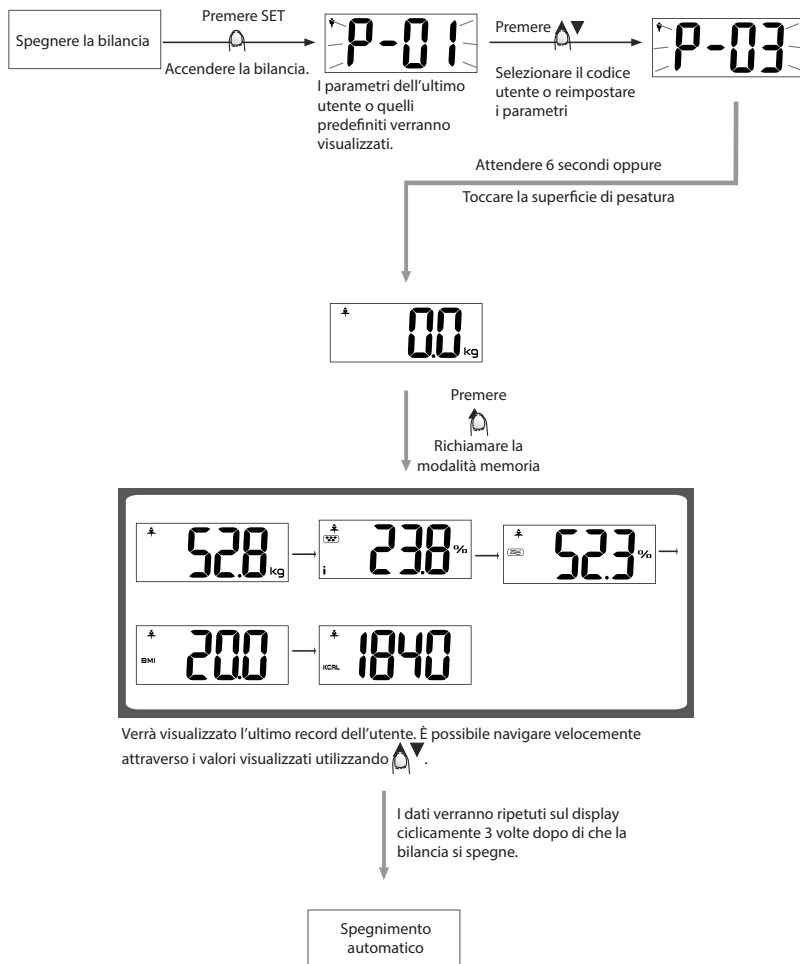 Spegnere la bilancia
Premere SET
Accendere la bilancia.
P-01
I parametri dell'ultimo
utente o quelli
predefiniti verranno
visualizzati.
Premere ▲▼
Selezionare il codice
utente o reimpostare
i parametri
P-03
Attendere 6 secondi oppure
Toccare la superficie di pesatura
0.0 kg
Premere
Richiamare la
modalità memoria
52.8 kg
i 23.8 %
52.3 %
BMI 20.0
KCAL 1840
Verrà visualizzato l'ultimo record dell'utente. È possibile navigare velocemente
attraverso i valori visualizzati utilizzando ▲▼.
I dati verranno ripetuti sul display
ciclicamente 3 volte dopo di che la
bilancia si spegne.
Spegnimento
automatico